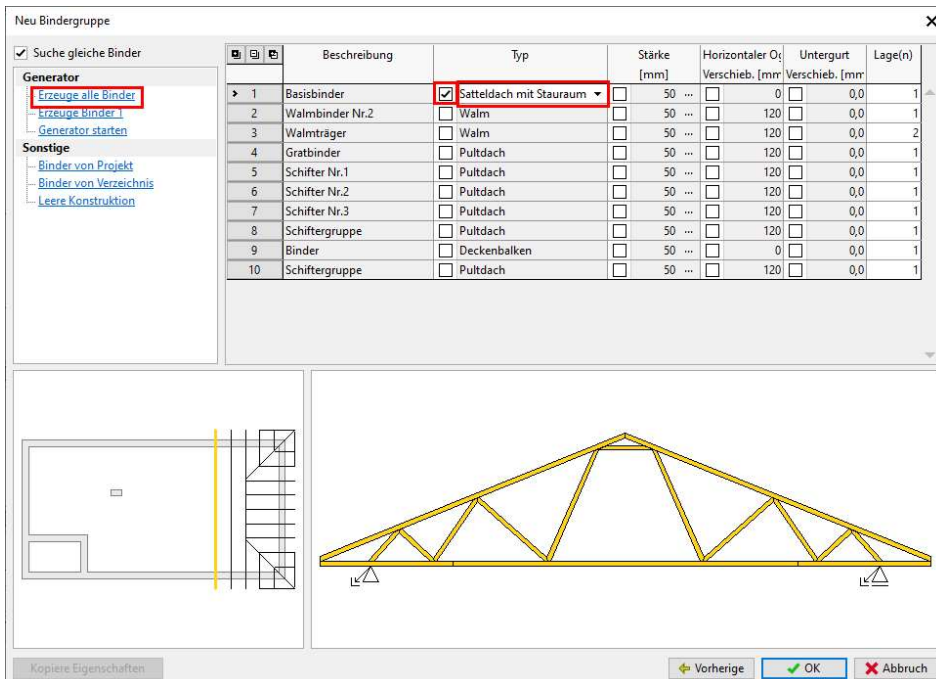 Neu Bindergruppe
Suche gleiche Binder
Generator
Erzeuge alle Binder
Erzeuge Binder 1
Generator starten
Sonstige
Binder von Projekt
Binder von Verzeichnis
Leere Konstruktion
Beschreibung Typ Stärke Horizontaler Og Untergurt Lage(n)
[mm] Verschieb. [mm Verschieb. [mm
1 Basisbinder Satteldach mit Stauraum 50 ... 0 0,0 1
2 Walmbinder Nr.2 Walm 50 ... 120 0,0 1
3 Walmträger Walm 50 ... 120 0,0 2
4 Gratbinder Pultdach 50 ... 120 0,0 1
5 Schifter Nr.1 Pultdach 50 ... 120 0,0 1
6 Schifter Nr.2 Pultdach 50 ... 120 0,0 1
7 Schifter Nr.3 Pultdach 50 ... 120 0,0 1
8 Schiftergruppe Pultdach 50 ... 120 0,0 1
9 Binder Deckenbalken 50 ... 0 0,0 1
10 Schiftergruppe Pultdach 50 ... 120 0,0 1
Kopiere Eigenschaften Vorherige OK Abbruch